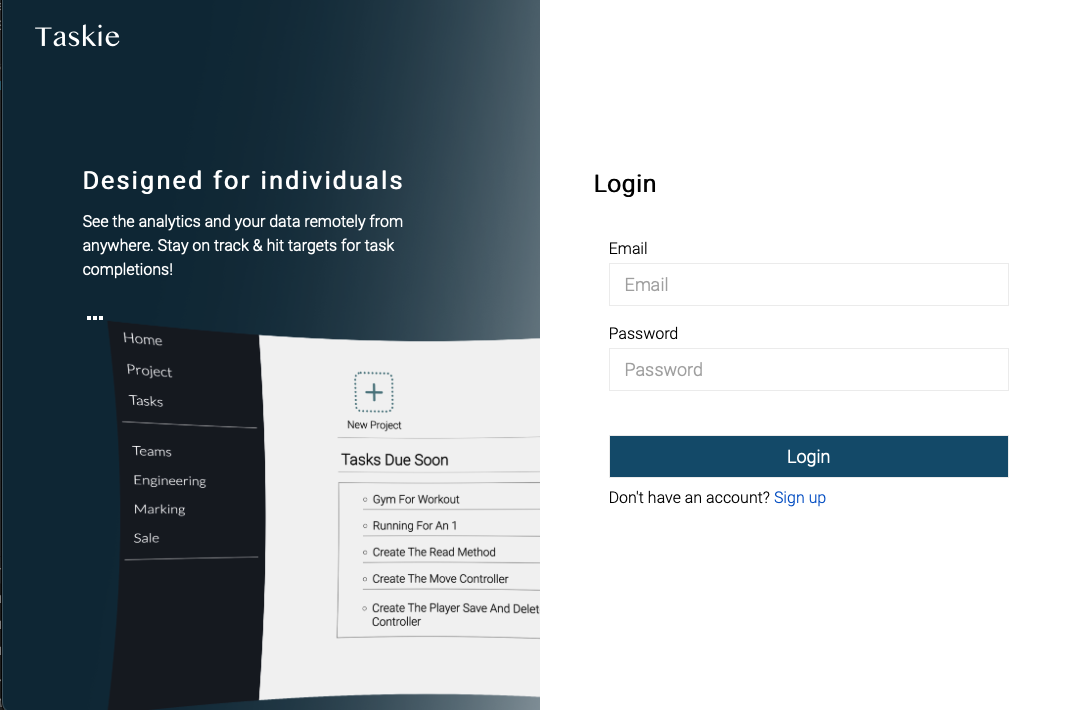 Taskie
Designed for individuals
See the analytics and your data remotely from
anywhere. Stay on track & hit targets for task
completions!
Home
Project
Tasks
Teams
Engineering
Marking
Sale
New Project
Tasks Due Soon
Gym For Workout
Running For An 1
Create The Read Method
Create The Move Controller
Create The Player Save And Delet
Controller
Login
Email
Email
Password
Password
Login
Don't have an account? Sign up